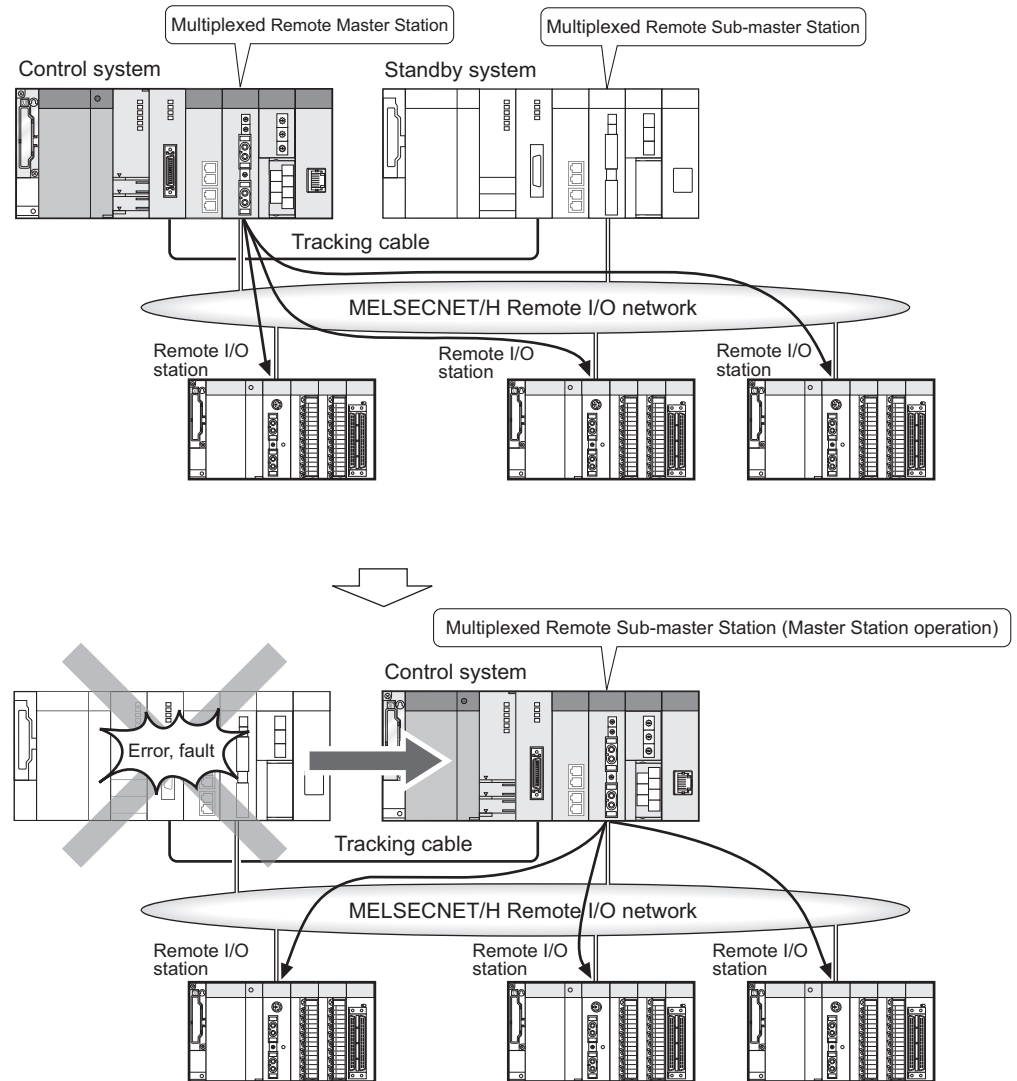 Multiplexed Remote Master Station
Multiplexed Remote Sub-master Station
Control system
Standby system
Tracking cable
MELSECNET/H Remote I/O network
Remote I/O
station
Remote I/O
station
Remote I/O
station
Multiplexed Remote Sub-master Station (Master Station operation)
Control system
Error, fault
Tracking cable
MELSECNET/H Remote I/O network
Remote I/O
station
Remote I/O
station
Remote I/O
station